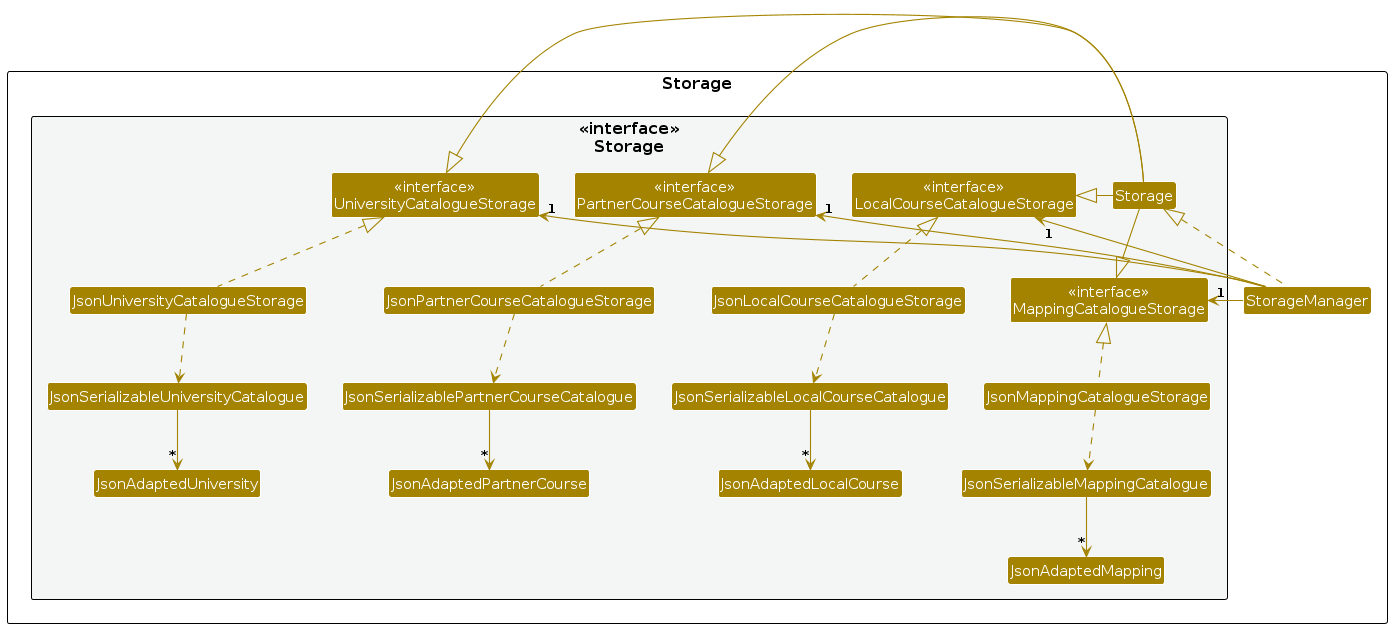 Storage
«interface»
Storage
«interface»
UniversityCatalogueStorage
«interface»
PartnerCourseCatalogueStorage
«interface»
LocalCourseCatalogueStorage
Storage
1
1
1
JsonUniversityCatalogueStorage
JsonPartnerCourseCatalogueStorage
JsonLocalCourseCatalogueStorage
«interface»
MappingCatalogueStorage
1
StorageManager
JsonSerializableUniversityCatalogue
JsonSerializablePartnerCourseCatalogue
JsonSerializableLocalCourseCatalogue
JsonMappingCatalogueStorage
*
*
*
JsonAdaptedUniversity
JsonAdaptedPartnerCourse
JsonAdaptedLocalCourse
JsonSerializableMappingCatalogue
*
JsonAdaptedMapping